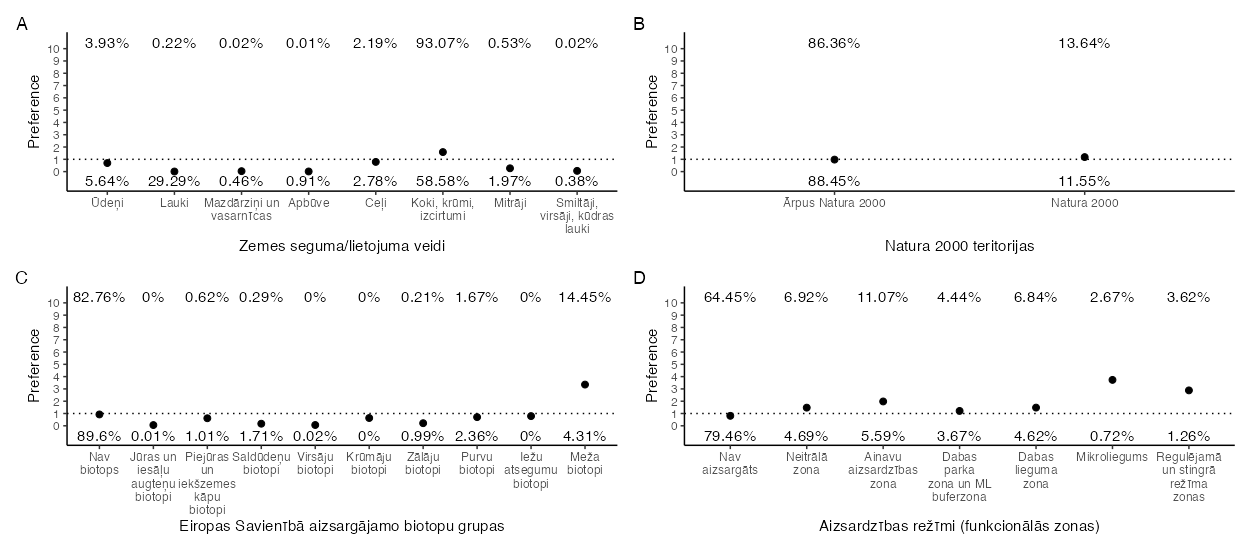 A
3.93% 0.22% 0.02% 0.01% 2.19% 93.07% 0.53% 0.02%
10
9
8
7
6
5
4
3
2
1
0
Preference
5.64% 29.29% 0.46% 0.91% 2.78% 58.58% 1.97% 0.38%
Ūdeņi Lauki Mazdārziņi un Apbūve Ceļi Koki, krūmi, Mitrāji Smiltāji,
vasarnīcas izcirtumi virsāji, kūdras
lauki
Zemes seguma/lietojuma veidi
B
86.36% 13.64%
10
9
8
7
6
5
4
3
2
1
0
Preference
88.45% 11.55%
Ārpus Natura 2000 Natura 2000
Natura 2000 teritorijas
C
82.76% 0% 0.62% 0.29% 0% 0% 0.21% 1.67% 0% 14.45%
10
9
8
7
6
5
4
3
2
1
0
Preference
89.6% 0.01% 1.01% 1.71% 0.02% 0% 0.99% 2.36% 0% 4.31%
Nav Jūras un Piejūras Saldūdeņu Virsāju Krūmāju Zālāju Purvu Iežu Meža
biotops iesāļu un biotopi biotopi biotopi biotopi biotopi atsegumu biotopi
augteņu iekšzemes biotopi
biotopi kāpu
biotopi
Eiropas Savienībā aizsargājamo biotopu grupas
D
64.45% 6.92% 11.07% 4.44% 6.84% 2.67% 3.62%
10
9
8
7
6
5
4
3
2
1
0
Preference
79.46% 4.69% 5.59% 3.67% 4.62% 0.72% 1.26%
Nav Neitrālā Ainavu Dabas Dabas Mikroliegums Regulējamā
aizsargāts zona aizsardzības parka lieguma un stingrā
zona zona un ML zona režīma
buferzona zonas
Aizsardzības režīmi (funkcionālās zonas)